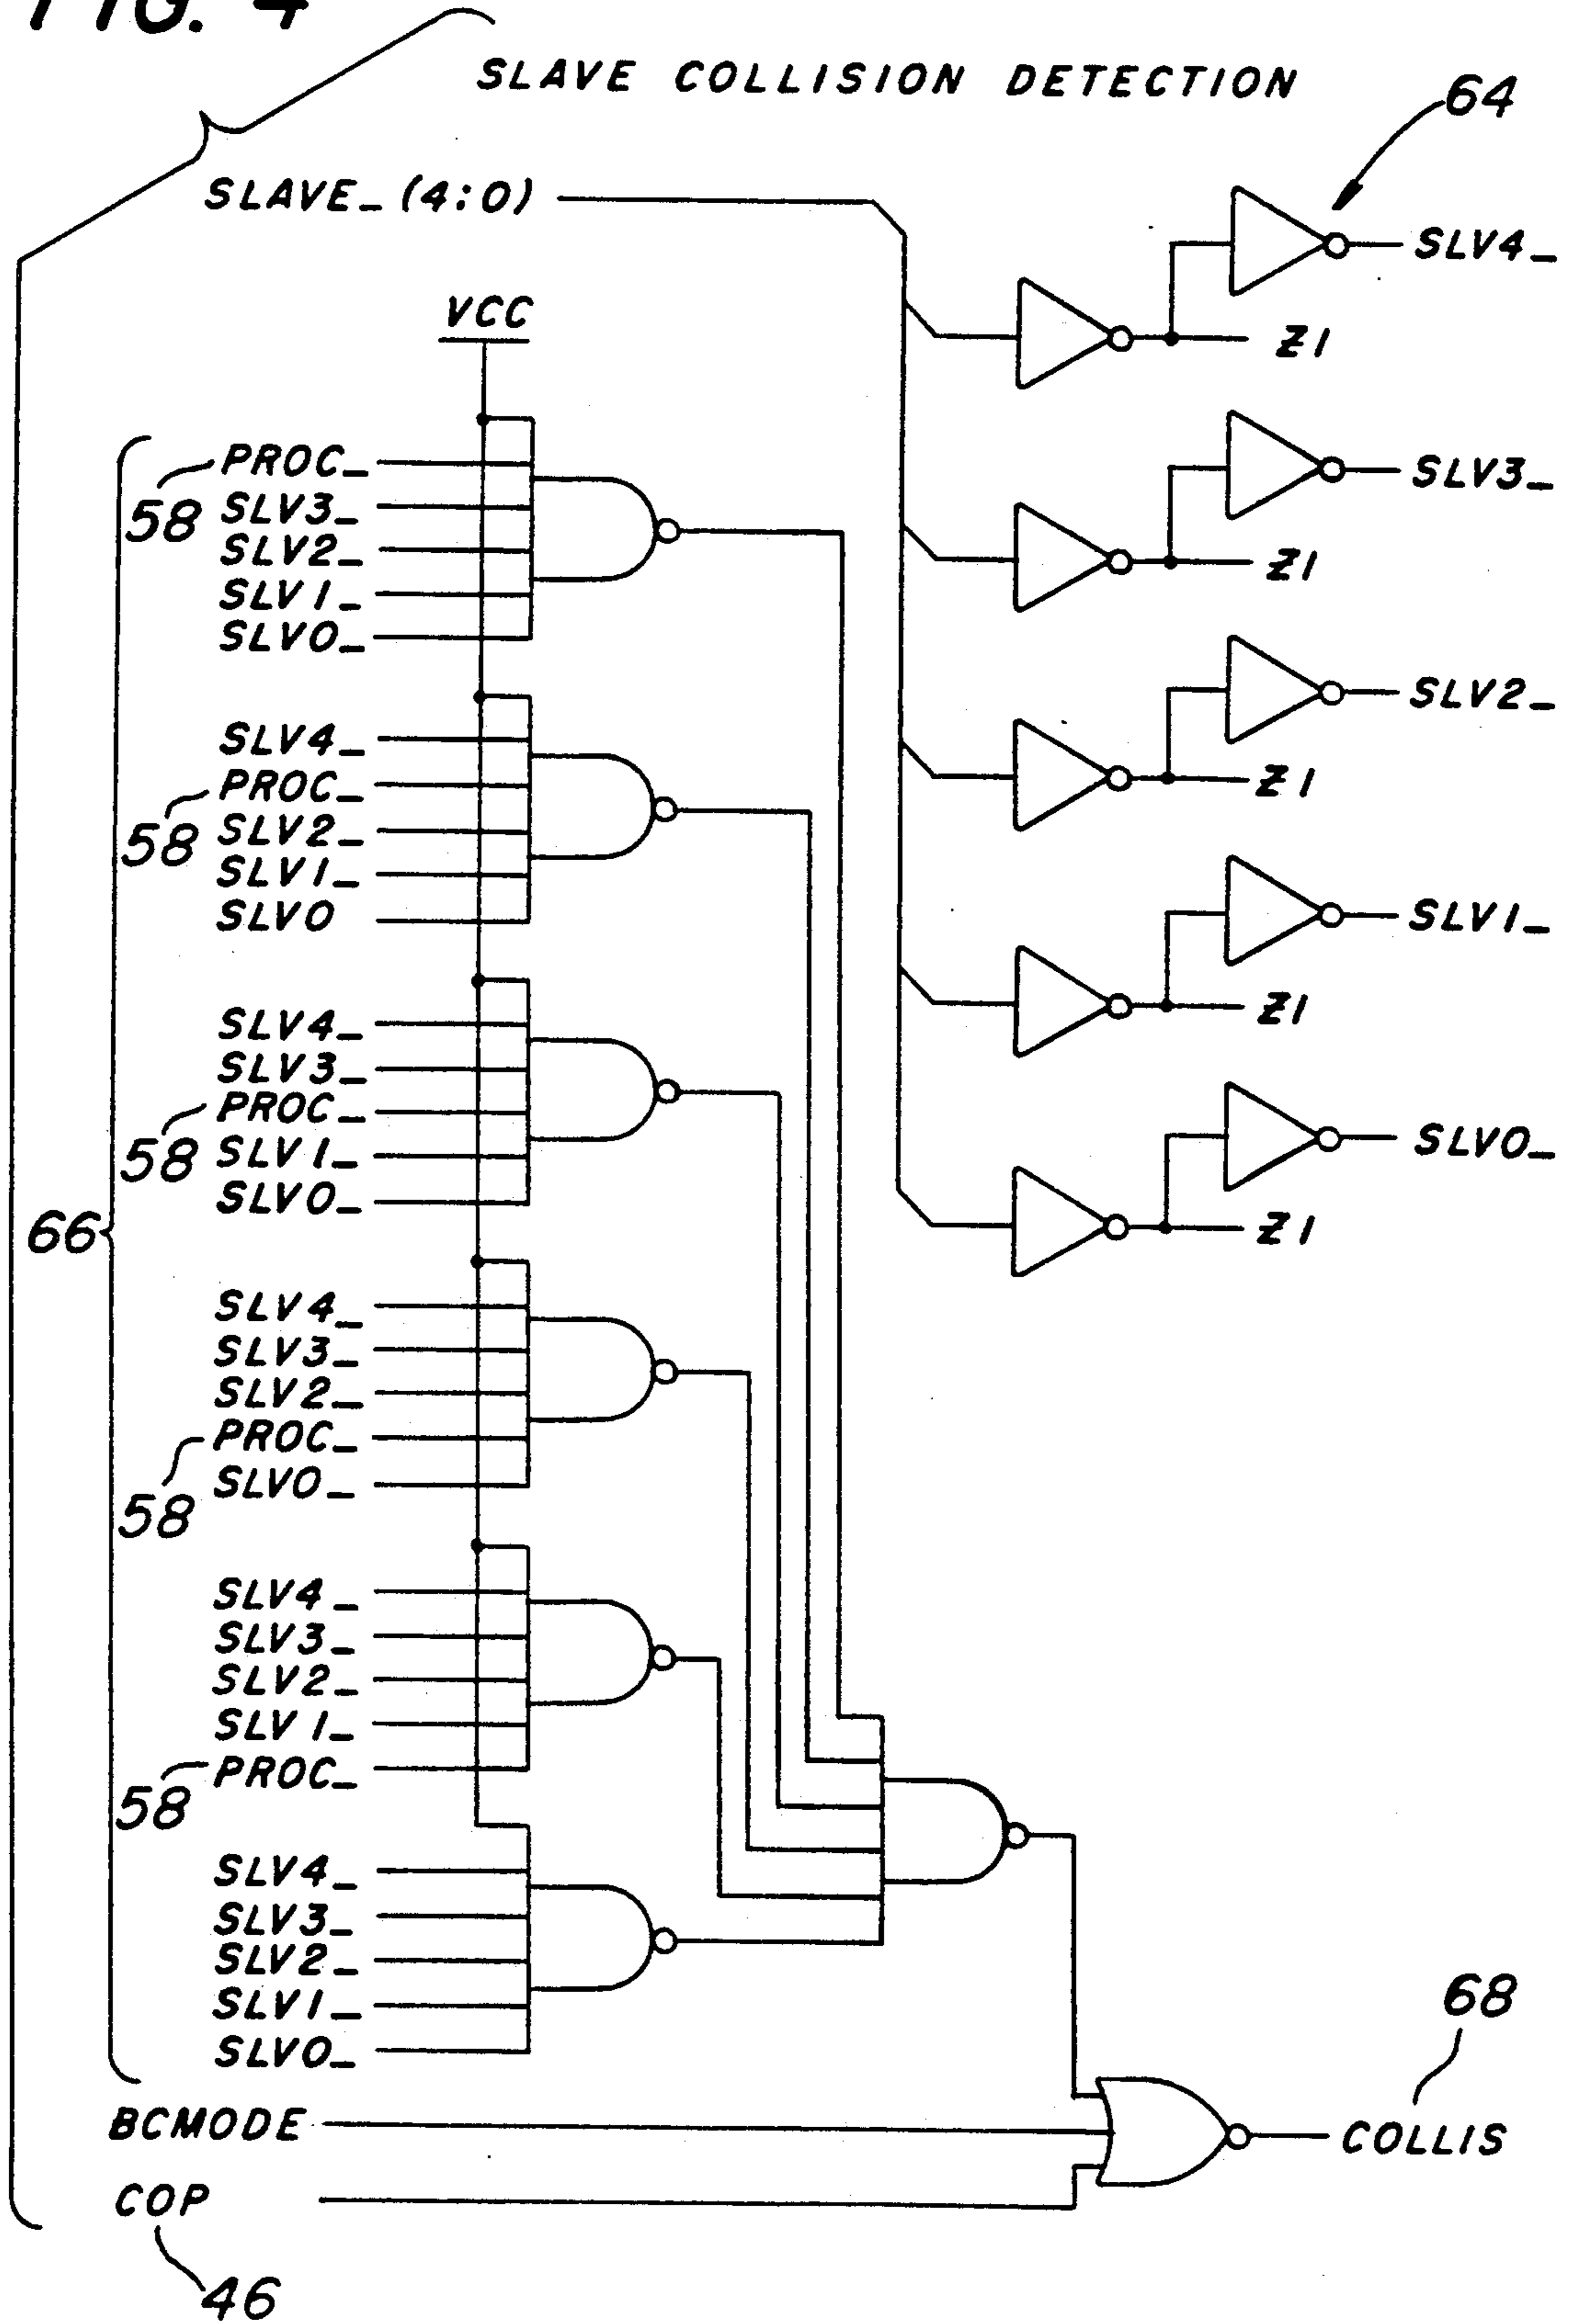 FIG. 4
SLAVE COLLISION DETECTION
64
SLAVE_ (4:0)
SLV4_
Z1
VCC
SLV3_
Z1
SLV2_
Z1
SLV1_
Z1
SLV0_
Z1
58 PROC_
SLV3_
SLV2_
SLV1_
SLV0_
SLV4_
58 PROC_
SLV2_
SLV1_
SLV0
SLV4_
SLV3_
58 PROC_
SLV1_
SLV0_
66
SLV4_
SLV3_
SLV2_
58 PROC_
SLV0_
SLV4_
SLV3_
SLV2_
SLV1_
58 PROC_
SLV4_
SLV3_
SLV2_
SLV1_
SLV0_
68
BCMODE
COLLIS
COP
46